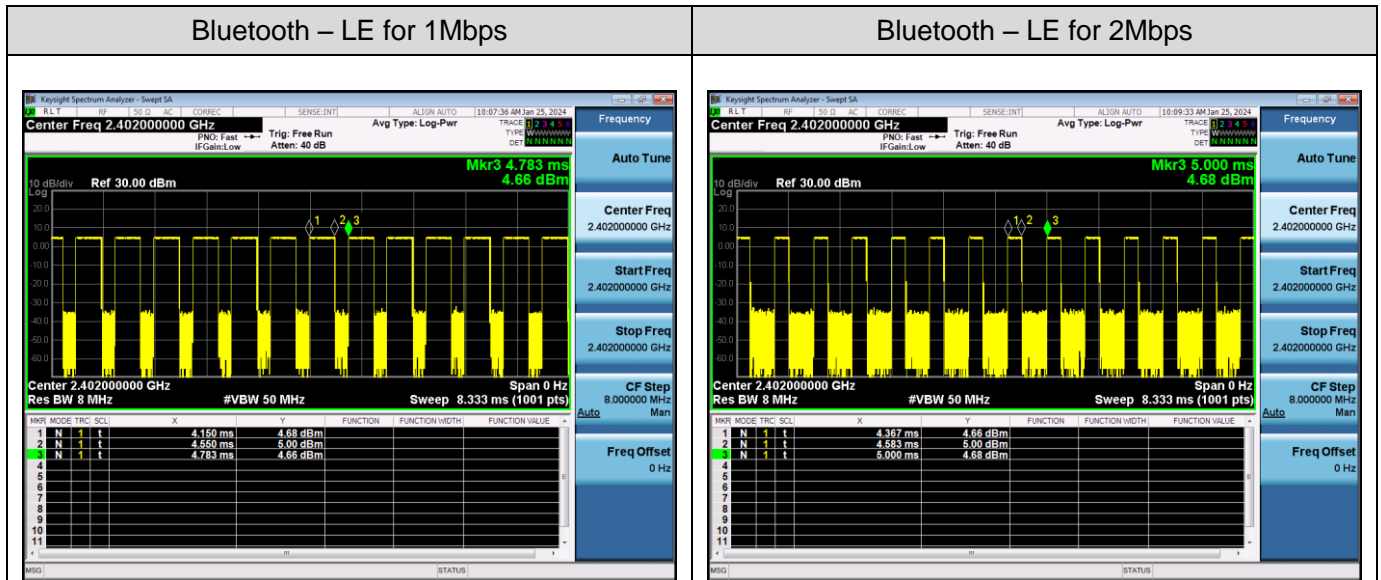 Bluetooth – LE for 1Mbps
Bluetooth – LE for 2Mbps
Keysight Spectrum Analyzer - Swept SA
RLT RF 50 Ω AC CORREC SENSE:INT ALIGN AUTO 10:07:36 AM Jan 25, 2024
Center Freq 2.402000000 GHz
Avg Type: Log-Pwr
TRACE 1 2 3 4 5 6
PNO: Fast Trig: Free Run
TYPE WWWWWW
IFGain:Low Atten: 40 dB
DET N N N N N N
Mkr3 4.783 ms
4.66 dBm
10 dB/div Ref 30.00 dBm
Log
20.0
10.0
0.00
-10.0
-20.0
-30.0
-40.0
-50.0
-60.0
1 2 3
Center 2.402000000 GHz Span 0 Hz
Res BW 8 MHz #VBW 50 MHz Sweep 8.333 ms (1001 pts)
MKR MODE TRC SCL X Y FUNCTION FUNCTION WIDTH FUNCTION VALUE
1 N 1 t 4.150 ms 4.68 dBm
2 N 1 t 4.550 ms 5.00 dBm
3 N 1 t 4.783 ms 4.66 dBm
4
5
6
7
8
9
10
11
MSG STATUS
Frequency
Auto Tune
Center Freq
2.402000000 GHz
Start Freq
2.402000000 GHz
Stop Freq
2.402000000 GHz
CF Step
8.000000 MHz
Auto Man
Freq Offset
0 Hz
Keysight Spectrum Analyzer - Swept SA
RLT RF 50 Ω AC CORREC SENSE:INT ALIGN AUTO 10:09:33 AM Jan 25, 2024
Center Freq 2.402000000 GHz
Avg Type: Log-Pwr
TRACE 1 2 3 4 5 6
PNO: Fast Trig: Free Run
TYPE WWWWWW
IFGain:Low Atten: 40 dB
DET N N N N N N
Mkr3 5.000 ms
4.68 dBm
10 dB/div Ref 30.00 dBm
Log
20.0
10.0
0.00
-10.0
-20.0
-30.0
-40.0
-50.0
-60.0
1 2 3
Center 2.402000000 GHz Span 0 Hz
Res BW 8 MHz #VBW 50 MHz Sweep 8.333 ms (1001 pts)
MKR MODE TRC SCL X Y FUNCTION FUNCTION WIDTH FUNCTION VALUE
1 N 1 t 4.367 ms 4.66 dBm
2 N 1 t 4.583 ms 5.00 dBm
3 N 1 t 5.000 ms 4.68 dBm
4
5
6
7
8
9
10
11
MSG STATUS
Frequency
Auto Tune
Center Freq
2.402000000 GHz
Start Freq
2.402000000 GHz
Stop Freq
2.402000000 GHz
CF Step
8.000000 MHz
Auto Man
Freq Offset
0 Hz